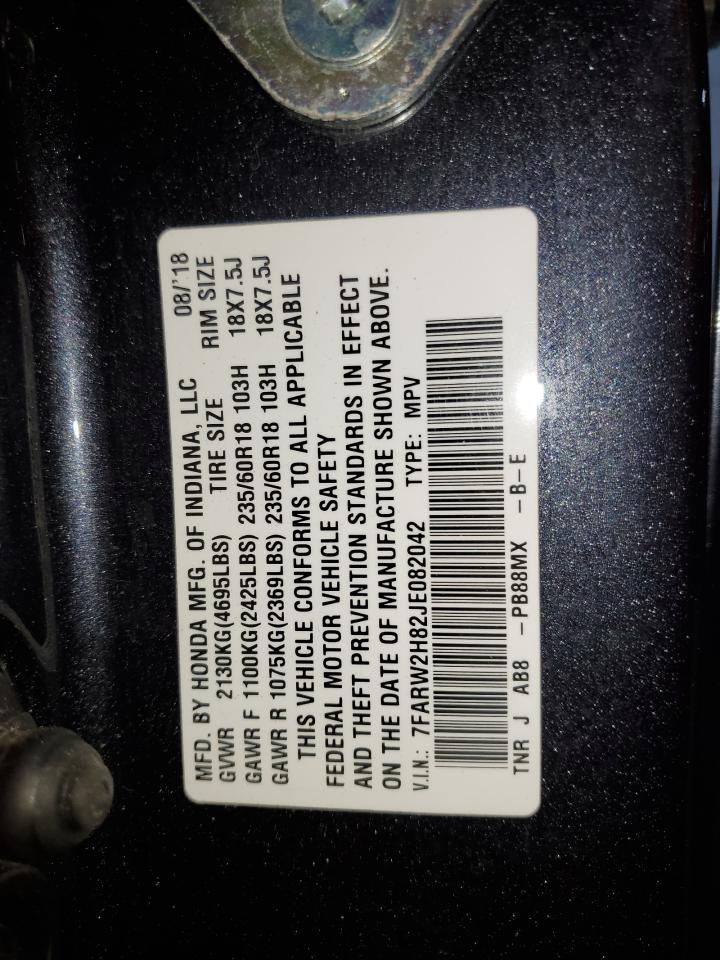 MFD. BY HONDA MFG. OF INDIANA, LLC 08/'18
GVWR 2130KG(4695LBS) TIRE SIZE RIM SIZE
GAWR F 1100KG(2425LBS) 235/60R18 103H 18X7.5J
GAWR R 1075KG(2369LBS) 235/60R18 103H 18X7.5J
THIS VEHICLE CONFORMS TO ALL APPLICABLE
FEDERAL MOTOR VEHICLE SAFETY
AND THEFT PREVENTION STANDARDS IN EFFECT
ON THE DATE OF MANUFACTURE SHOWN ABOVE.
V.I.N.: 7FARW2H82JE082042 TYPE: MPV
TNR J AB8 -PB88MX -B-E